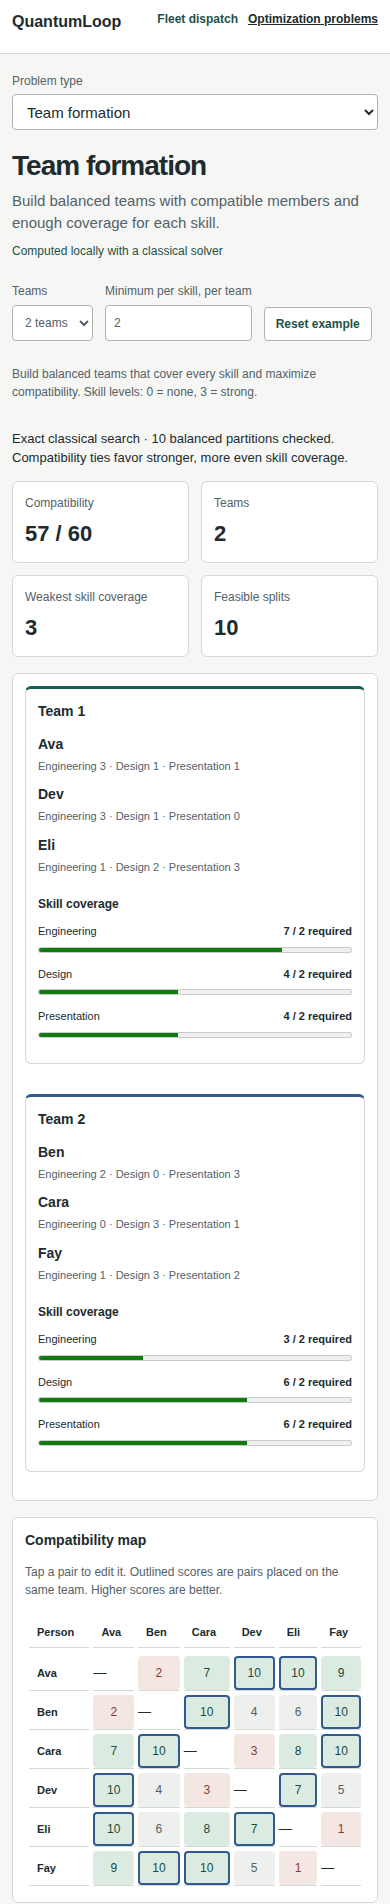 QuantumLoop
Fleet dispatch Optimization problems
Problem type
Team formation
Team formation
Build balanced teams with compatible members and
enough coverage for each skill.
Computed locally with a classical solver
Teams Minimum per skill, per team
2 teams 2 Reset example
Build balanced teams that cover every skill and maximize
compatibility. Skill levels: 0 = none, 3 = strong.
Exact classical search · 10 balanced partitions checked.
Compatibility ties favor stronger, more even skill coverage.
Compatibility Teams
57 / 60 2
Weakest skill coverage Feasible splits
3 10
Team 1
Ava
Engineering 3 · Design 1 · Presentation 1
Dev
Engineering 3 · Design 1 · Presentation 0
Eli
Engineering 1 · Design 2 · Presentation 3
Skill coverage
Engineering 7 / 2 required
Design 4 / 2 required
Presentation 4 / 2 required
Team 2
Ben
Engineering 2 · Design 0 · Presentation 3
Cara
Engineering 0 · Design 3 · Presentation 1
Fay
Engineering 1 · Design 3 · Presentation 2
Skill coverage
Engineering 3 / 2 required
Design 6 / 2 required
Presentation 6 / 2 required
Compatibility map
Tap a pair to edit it. Outlined scores are pairs placed on the
same team. Higher scores are better.
Person Ava Ben Cara Dev Eli Fay
Ava — 2 7 10 10 9
Ben 2 — 10 4 6 10
Cara 7 10 — 3 8 10
Dev 10 4 3 — 7 5
Eli 10 6 8 7 — 1
Fay 9 10 10 5 1 —